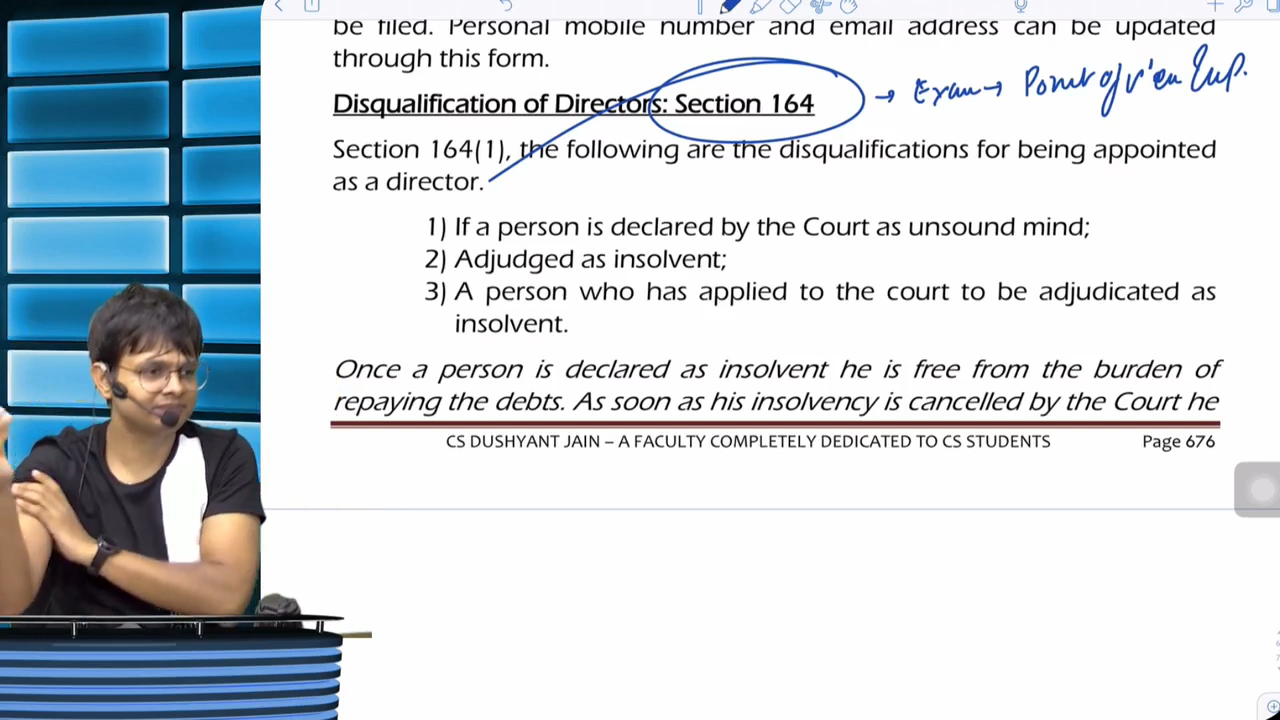 be filed. Personal mobile number and email address can be updated
through this form.
Disqualification of Directors: Section 164 → Exam → Point of view Imp.
Section 164(1), the following are the disqualifications for being appointed
as a director.
1) If a person is declared by the Court as unsound mind;
2) Adjudged as insolvent;
3) A person who has applied to the court to be adjudicated as
insolvent.
Once a person is declared as insolvent he is free from the burden of
repaying the debts. As soon as his insolvency is cancelled by the Court he
CS DUSHYANT JAIN – A FACULTY COMPLETELY DEDICATED TO CS STUDENTS Page 676